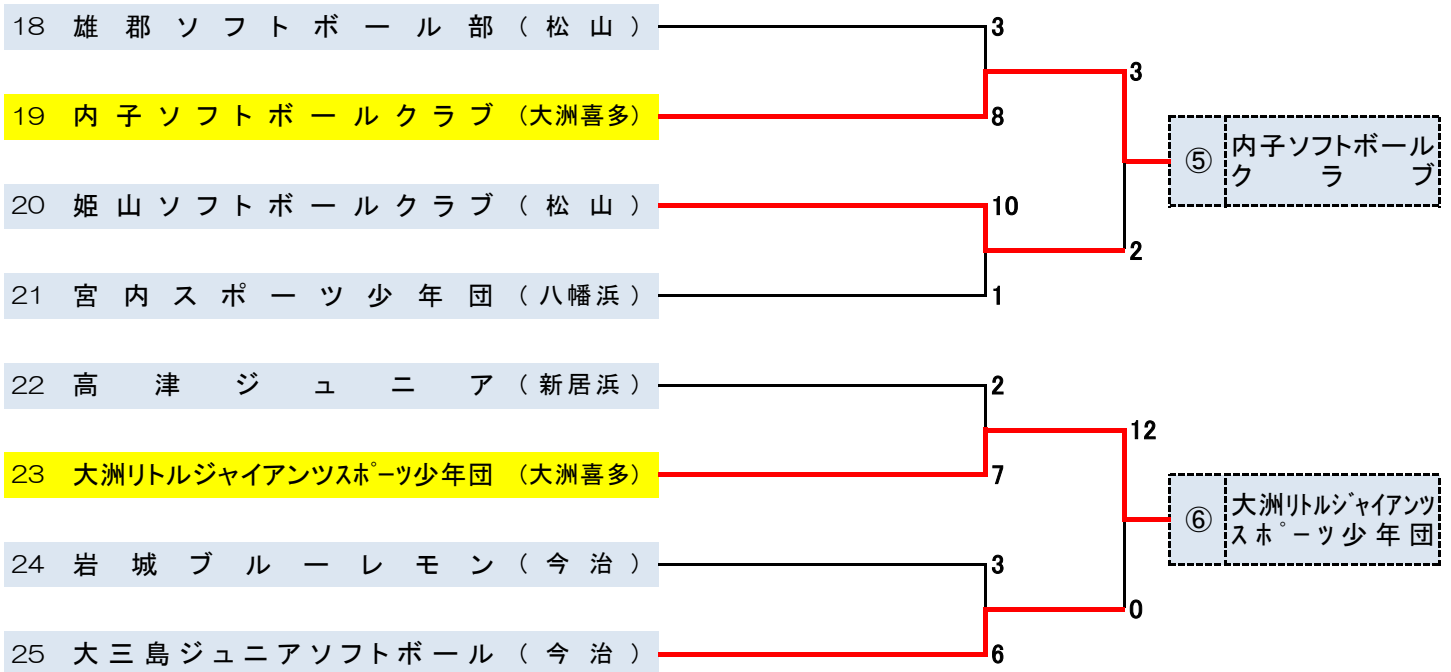 18 雄郡ソフトボール部（松山） 3
3
19 内子ソフトボールクラブ（大洲喜多） 8
⑤ 内子ソフトボール
クラブ
20 姫山ソフトボールクラブ（松山） 10
2
21 宮内スポーツ少年団（八幡浜） 1
22 高津ジュニア（新居浜） 2
12
23 大洲リトルジャイアンツスポーツ少年団（大洲喜多） 7
⑥ 大洲リトルジャイアンツ
スポーツ少年団
24 岩城ブルーレモン（今治） 3
0
25 大三島ジュニアソフトボール（今治） 6